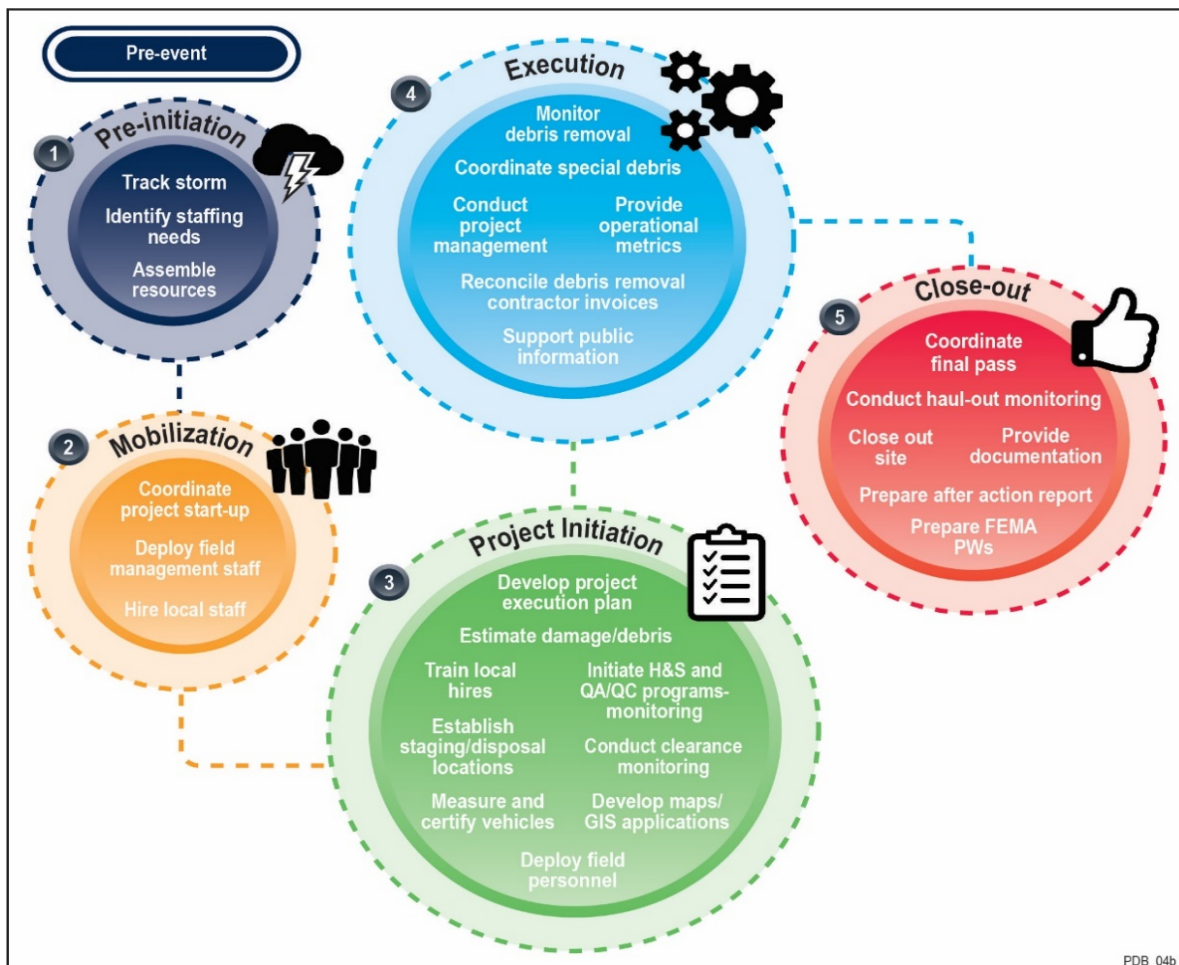 Pre-event
1
Pre-initiation
Track storm
Identify staffing
needs
Assemble
resources
2
Mobilization
Coordinate
project start-up
Deploy field
management staff
Hire local staff
3
Project Initiation
Develop project
execution plan
Estimate damage/debris
Train local
hires
Initiate H&S and
QA/QC programs-
monitoring
Establish
staging/disposal
locations
Conduct clearance
monitoring
Measure and
certify vehicles
Develop maps/
GIS applications
Deploy field
personnel
4
Execution
Monitor
debris removal
Coordinate special debris
Conduct
project
management
Provide
operational
metrics
Reconcile debris removal
contractor invoices
Support public
information
5
Close-out
Coordinate
final pass
Conduct haul-out monitoring
Close out
site
Provide
documentation
Prepare after action report
Prepare FEMA
PWs
PDB_04b